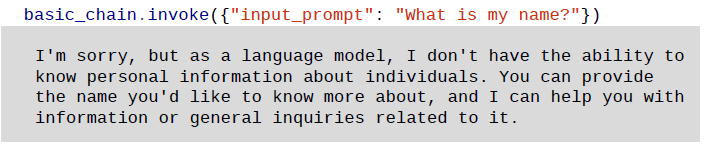 basic_chain.invoke({"input_prompt": "What is my name?"})
I'm sorry, but as a language model, I don't have the ability to
know personal information about individuals. You can provide
the name you'd like to know more about, and I can help you with
information or general inquiries related to it.